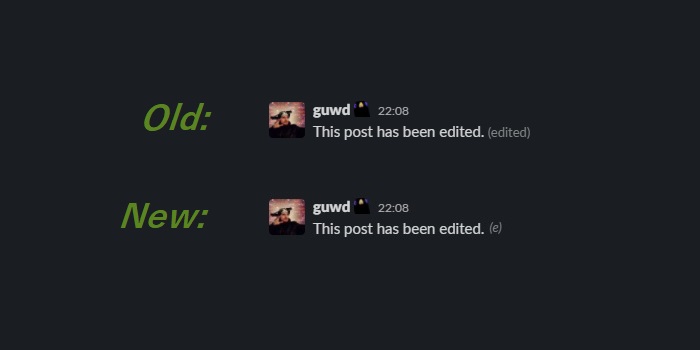 Old:
guwd 22:08
This post has been edited. (edited)
New:
guwd 22:08
This post has been edited. (e)